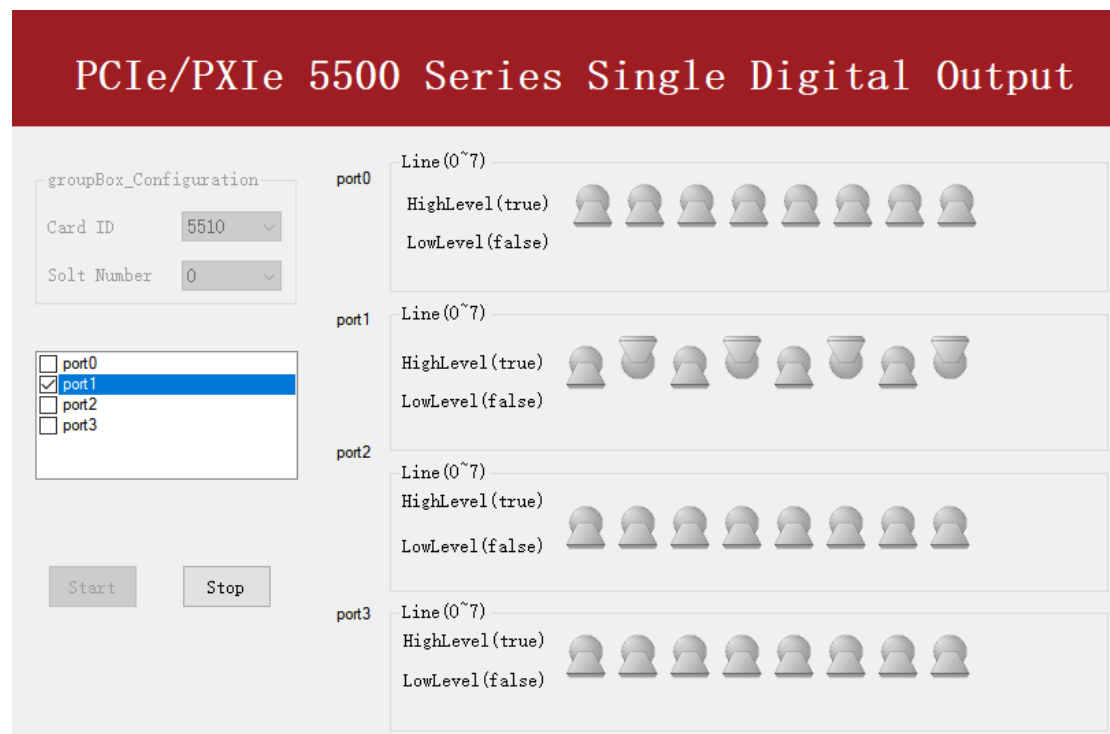 PCIe/PXIe 5500 Series Single Digital Output
groupBox_Configuration
Card ID
5510
Solt Number
0
port0
port1
port2
port3
Start
Stop
port0
Line(0~7)
HighLevel(true)
LowLevel(false)
port1
Line(0~7)
HighLevel(true)
LowLevel(false)
port2
Line(0~7)
HighLevel(true)
LowLevel(false)
port3
Line(0~7)
HighLevel(true)
LowLevel(false)